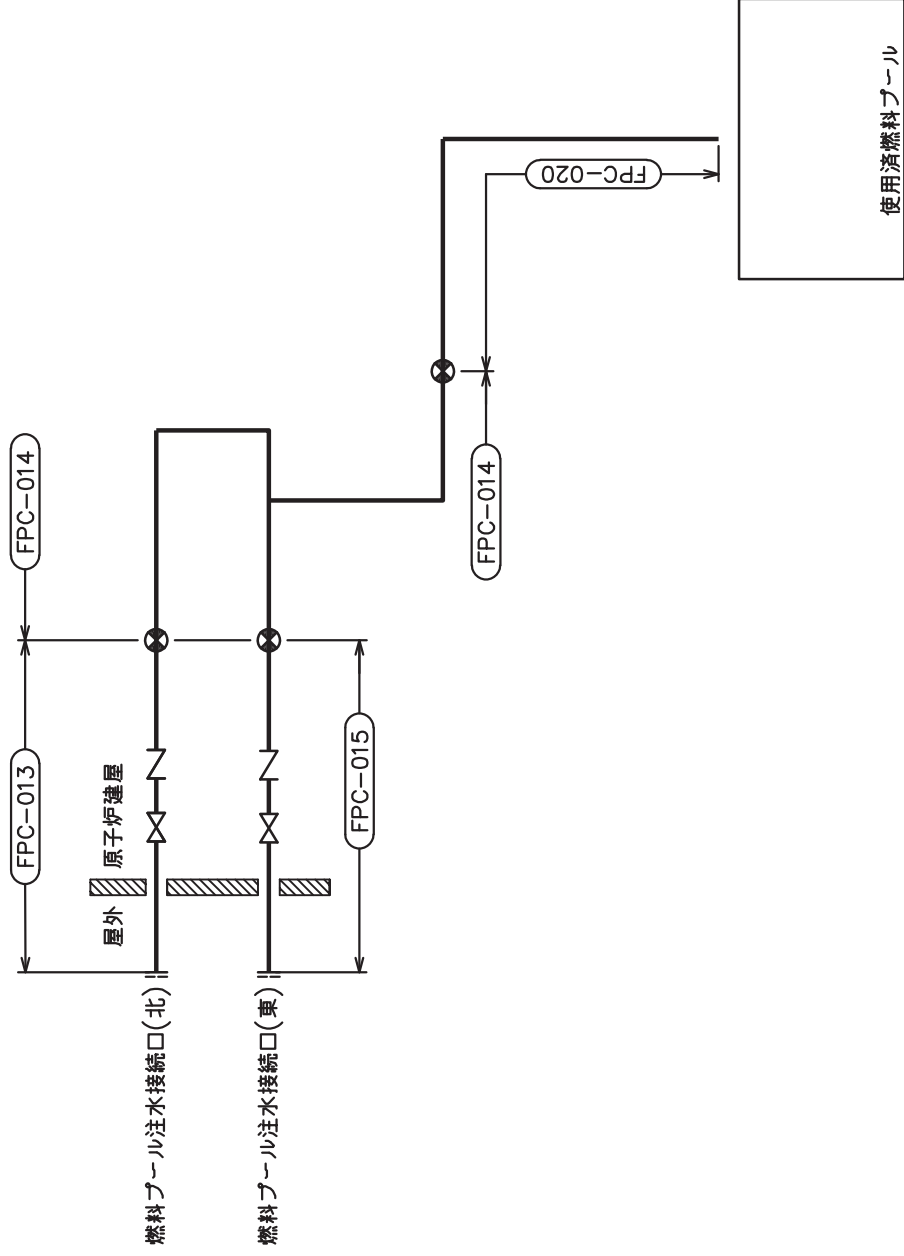 FPC-013
FPC-014
屋外
原子炉建屋
燃料プール注水接続口(北)
燃料プール注水接続口(東)
FPC-015
FPC-014
FPC-020
使用済燃料プール